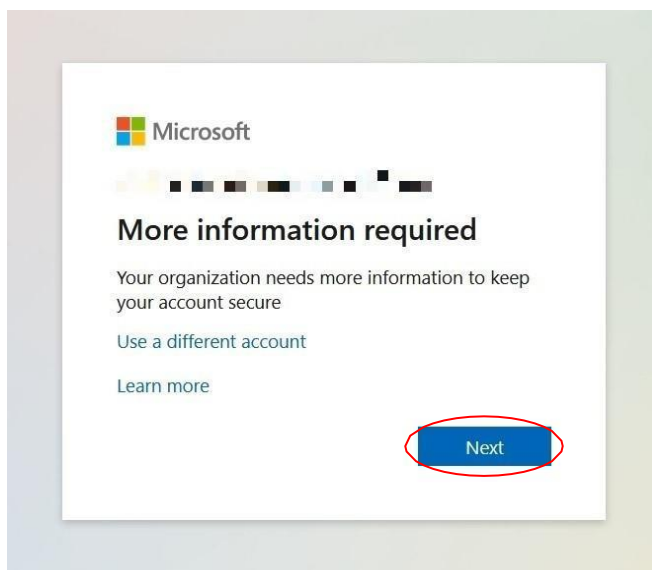 Microsoft
More information required
Your organization needs more information to keep
your account secure
Use a different account
Learn more
Next